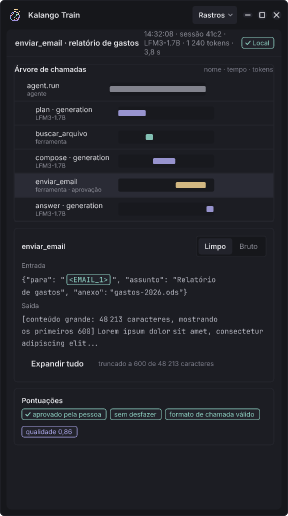 Kalango Train
Rastros
enviar_email · relatório de gastos
14:32:08 · sessão 41c2 ·
LFM3-1.7B · 1 240 tokens ·
3,8 s
Local
Árvore de chamadas
nome · tempo · tokens
agent.run
agente
plan · generation
LFM3-1.7B
buscar_arquivo
ferramenta
compose · generation
LFM3-1.7B
enviar_email
ferramenta · aprovação
answer · generation
LFM3-1.7B
enviar_email
Limpo
Bruto
Entrada
{"para": "<EMAIL_1>", "assunto": "Relatório
de gastos", "anexo": "gastos-2026.ods"}
Saída
[conteúdo grande: 48 213 caracteres, mostrando
os primeiros 600] Lorem ipsum dolor sit amet, consectetur
adipiscing elit...
Expandir tudo
truncado a 600 de 48 213 caracteres
Pontuações
aprovado pela pessoa
sem desfazer
formato de chamada válido
qualidade 0,86